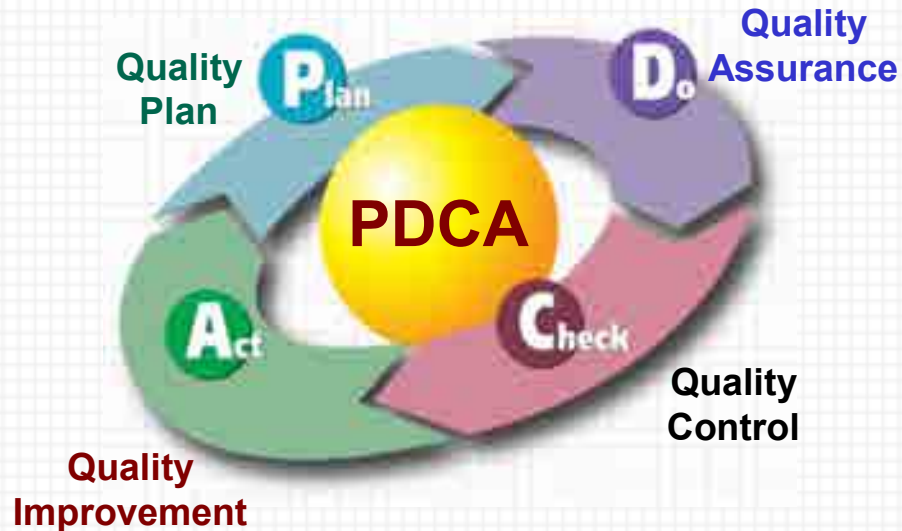 Quality
Plan
Plan
Do
Quality
Assurance
PDCA
Act
Check
Quality
Control
Quality
Improvement